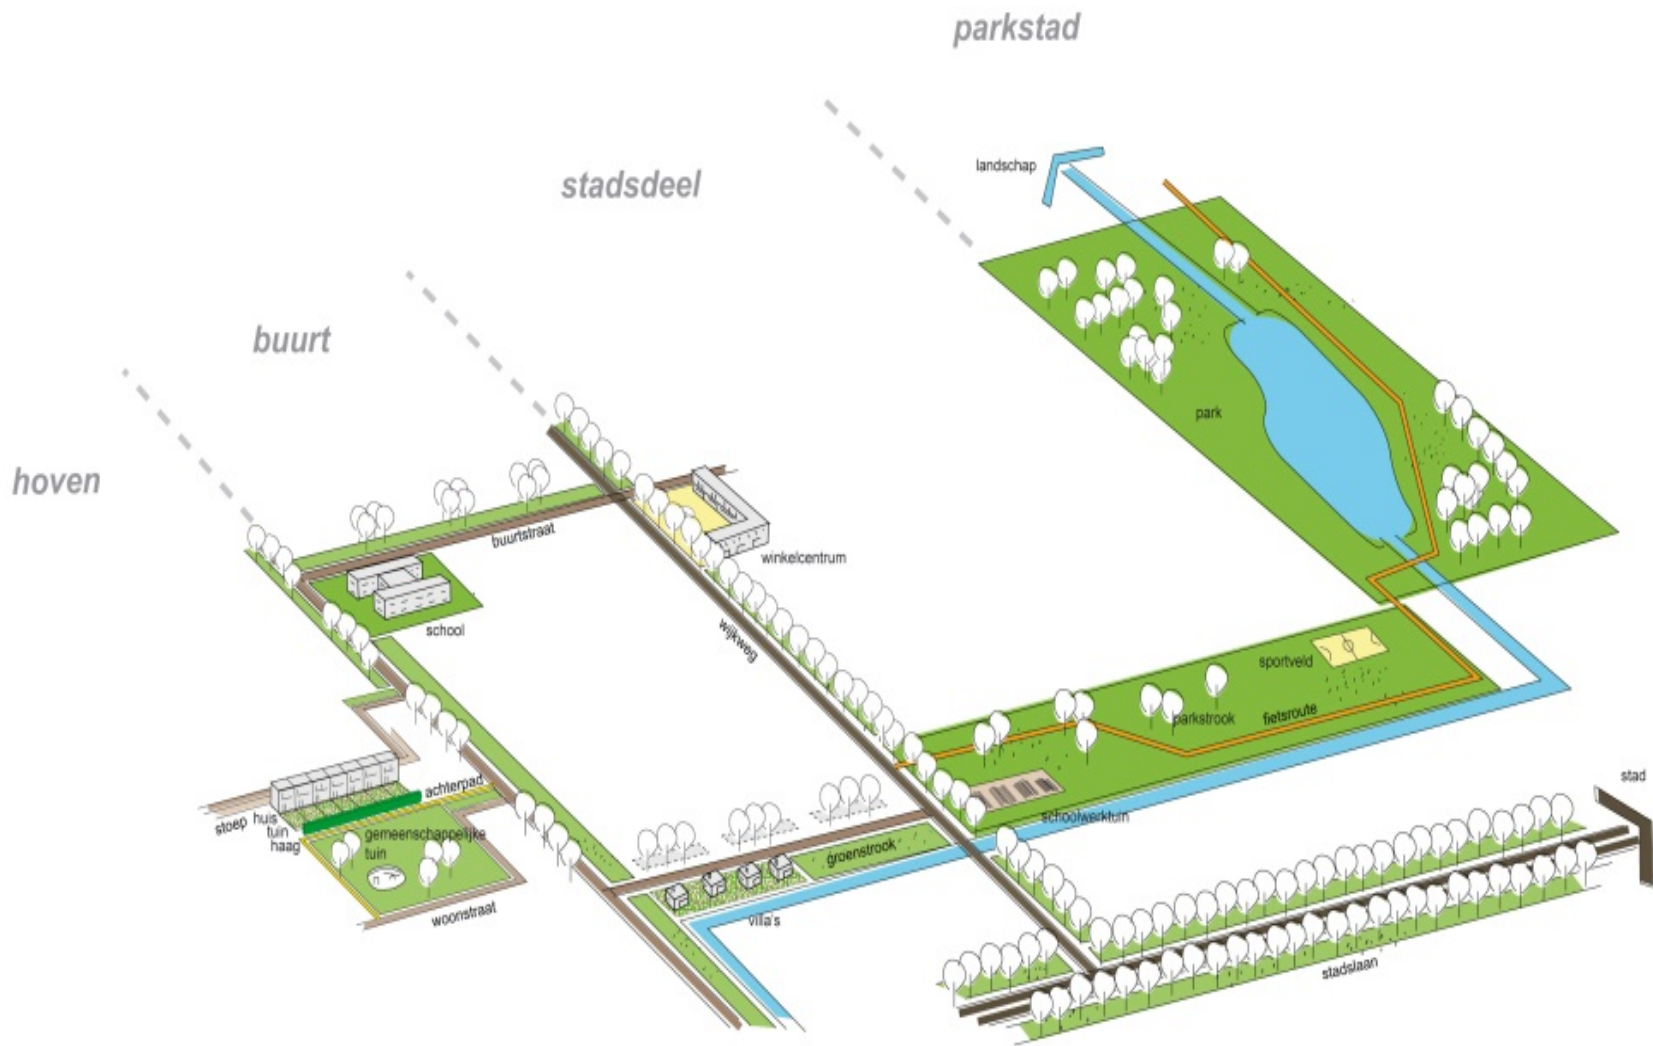 parkstad
landschap
stadsdeel
buurt
park
hoven
buurtstraat
winkelcentrum
school
wijkweg
sportveld
parkstrook
fietsroute
stad
achterpad
stoep huis
tuin
haag
gemeenschappelijke
tuin
schoolwerktuin
groenstrook
villa's
woonstraat
stadslaan